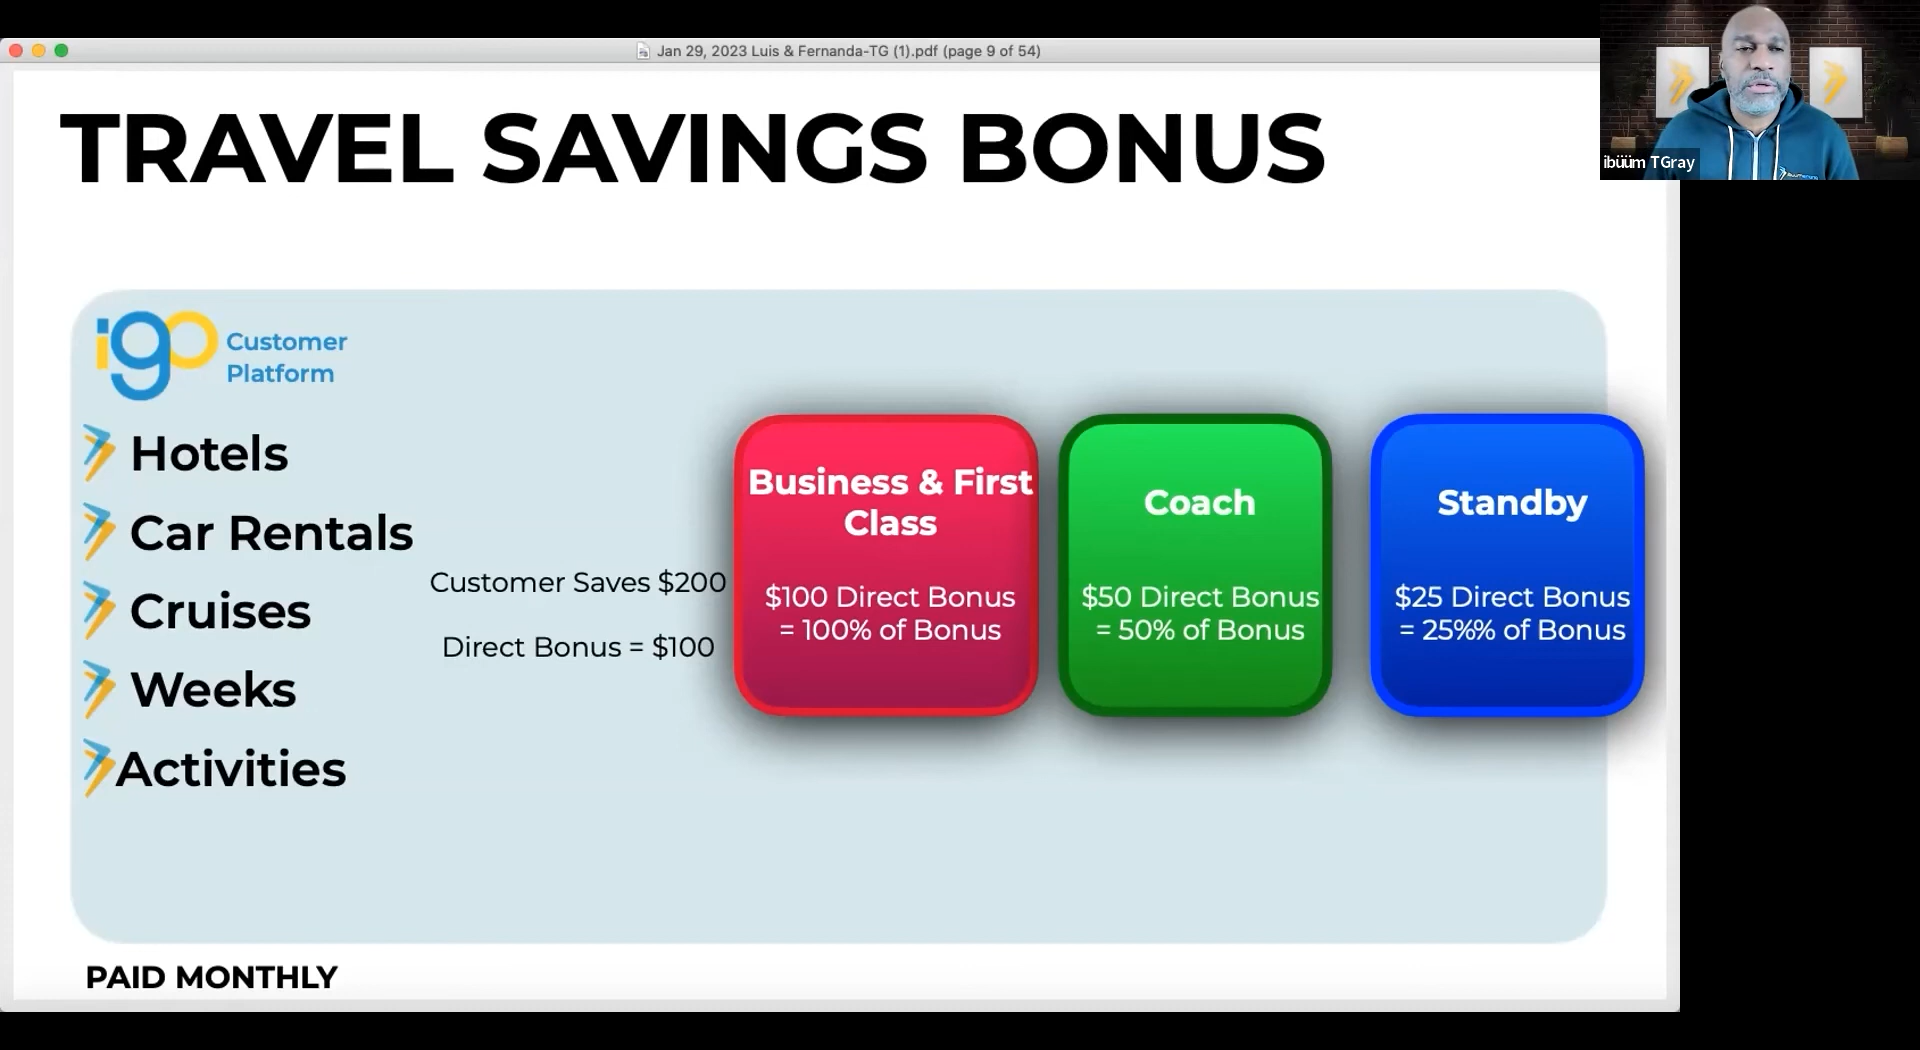 Jan 29, 2023 Luis & Fernanda-TG (1).pdf (page 9 of 54)
ibüüm TGray
TRAVEL SAVINGS BONUS
igo
Customer
Platform
Hotels
Car Rentals
Cruises
Weeks
Activities
Customer Saves $200
Direct Bonus = $100
Business & First
Class
$100 Direct Bonus
= 100% of Bonus
Coach
$50 Direct Bonus
= 50% of Bonus
Standby
$25 Direct Bonus
= 25%% of Bonus
PAID MONTHLY